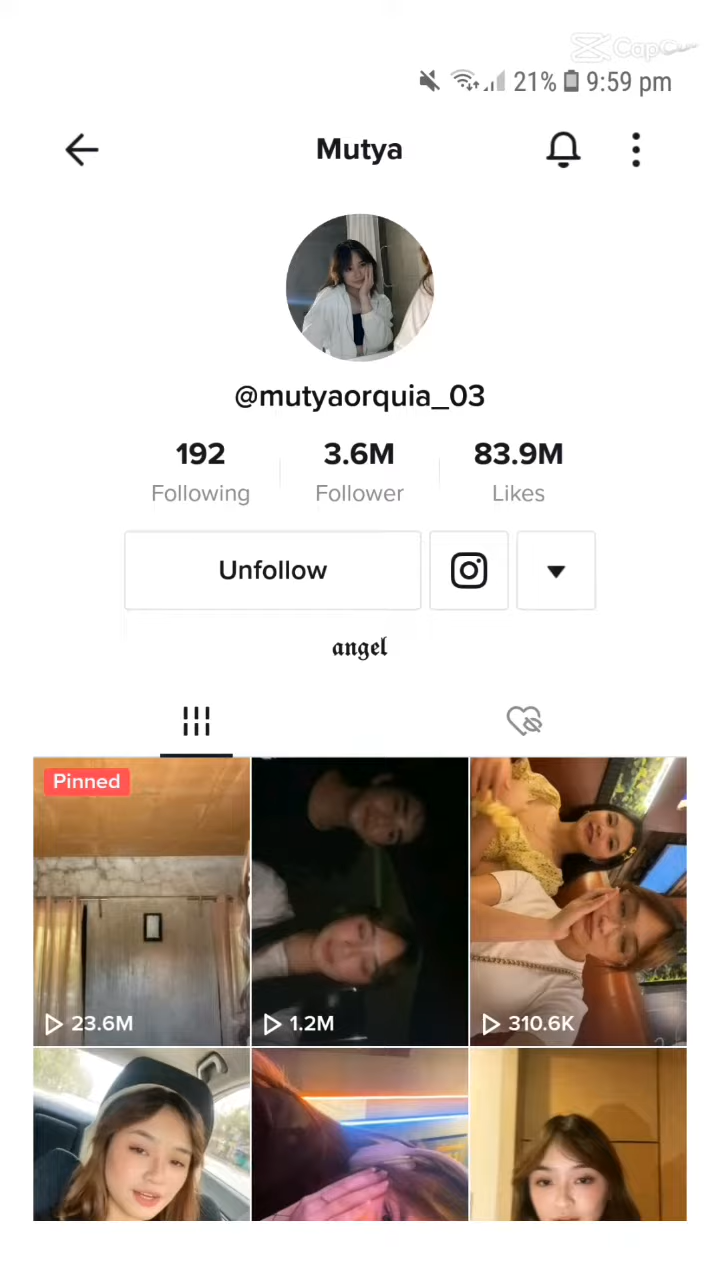 CapCut
21% 9:59 pm
Mutya
@mutyaorquia_03
192 3.6M 83.9M
Following Follower Likes
Unfollow
angel
Pinned
23.6M 1.2M 310.6K